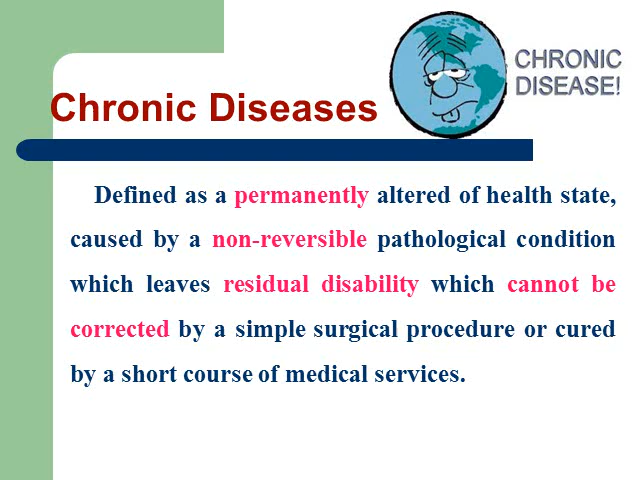 CHRONIC
DISEASE!
Chronic Diseases
Defined as a permanently altered of health state,
caused by a non-reversible pathological condition
which leaves residual disability which cannot be
corrected by a simple surgical procedure or cured
by a short course of medical services.